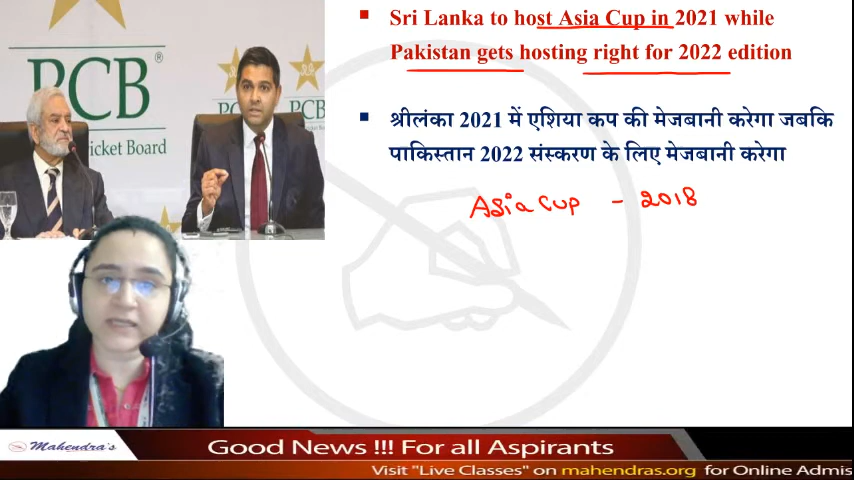 Sri Lanka to host Asia Cup in 2021 while
Pakistan gets hosting right for 2022 edition
श्रीलंका 2021 में एशिया कप की मेजबानी करेगा जबकि
पाकिस्तान 2022 संस्करण के लिए मेजबानी करेगा
Asia Cup - 2018
PCB®
PC
cricket Board
Mahendra's
Good News !!! For all Aspirants
Visit "Live Classes" on mahendras.org for Online Admis